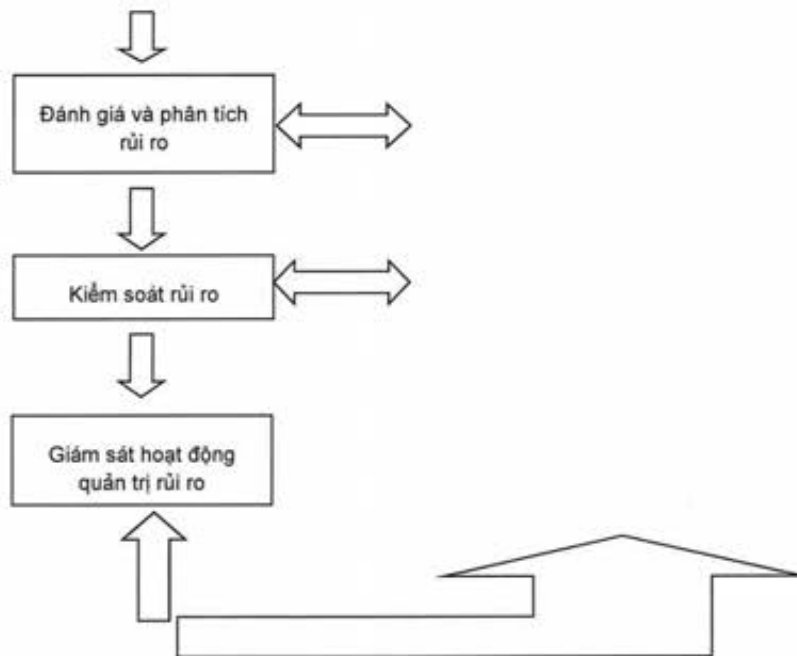 Đánh giá và phân tích
rủi ro
Kiểm soát rủi ro
Giám sát hoạt động
quản trị rủi ro